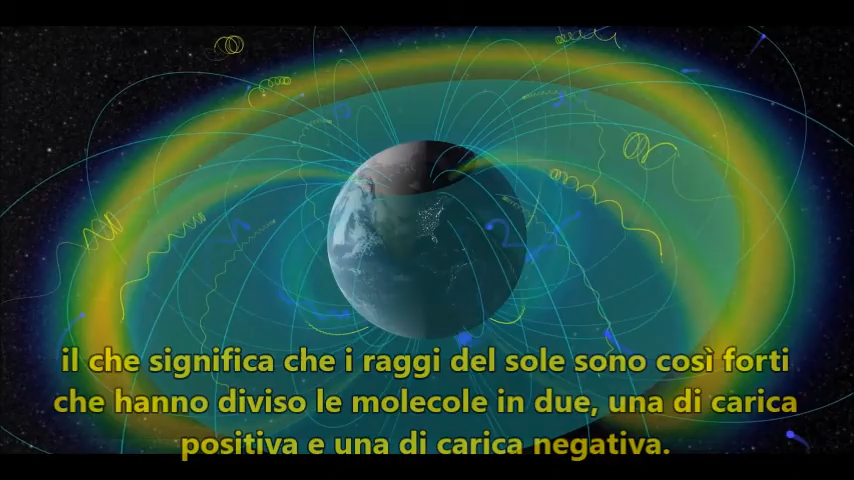 il che significa che i raggi del sole sono così forti
che hanno diviso le molecole in due, una di carica
positiva e una di carica negativa.